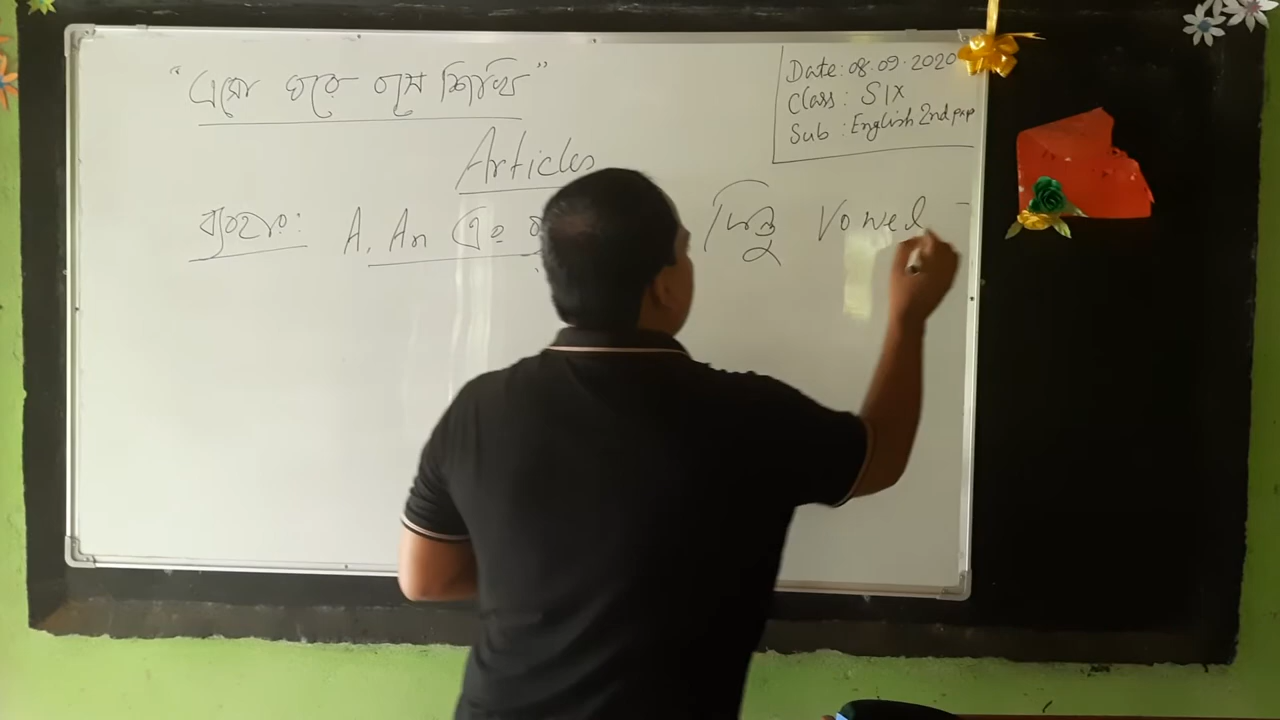 "এসো ঘরে বসে শিখি"
Date: 08.09.2020
Class: SIX
Sub: English 2nd pap
Articles
ব্যবহার: A, An এর কিন্তু Vowel